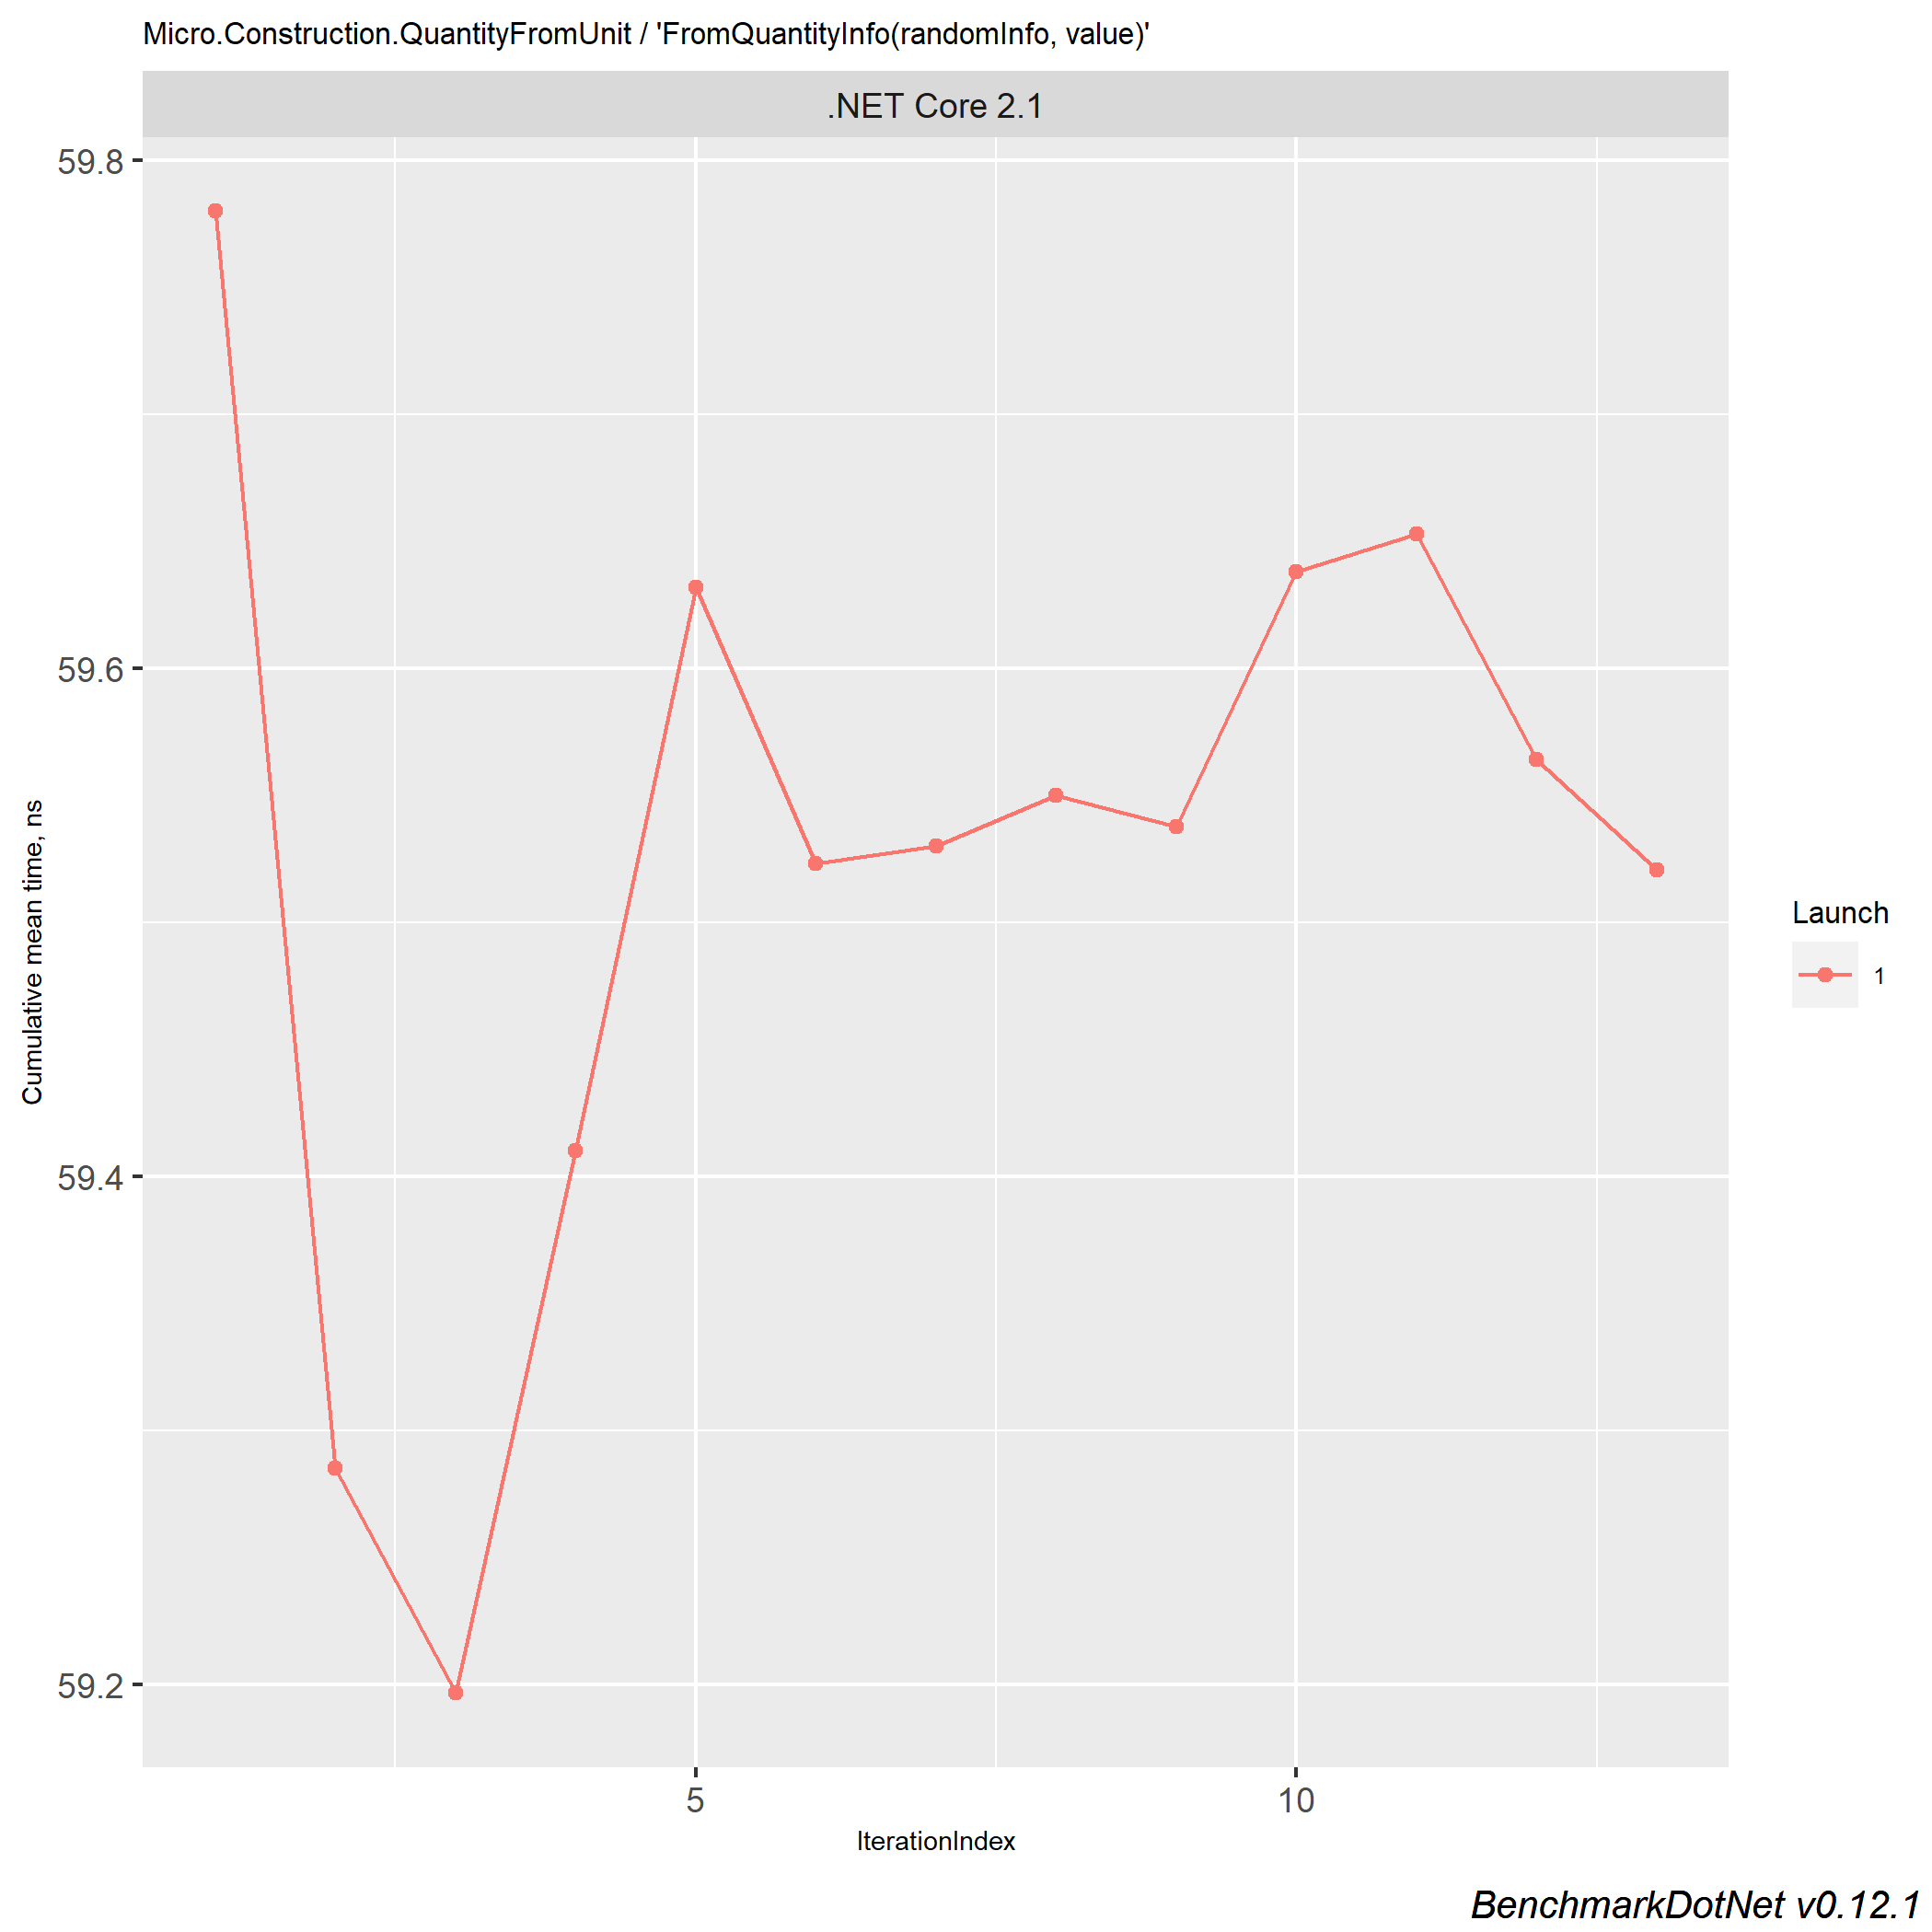 Micro.Construction.QuantityFromUnit / 'FromQuantityInfo(randomInfo, value)'
.NET Core 2.1
59.8
59.6
59.4
59.2
Cumulative mean time, ns
5
10
IterationIndex
Launch
1
BenchmarkDotNet v0.12.1